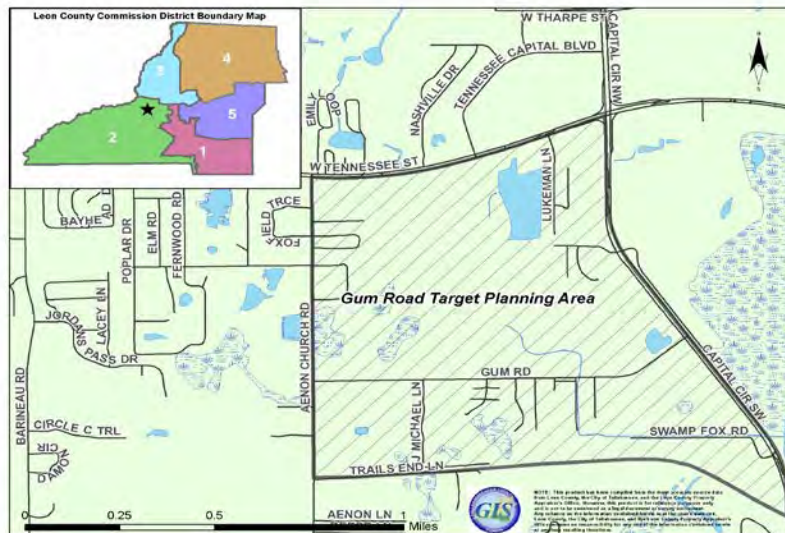 Leon County Commission District Boundary Map
3
4
5
2
1
W THARPE ST
TENNESSEE CAPITAL BLVD
CAPITAL CIR NW
NASHVILLE DR
EMILY LOOP
W TENNESSEE ST
LUKEMAN LN
FIELD TRCE
FOX
BAYHE
AD D
POPLAR DR
ELM RD
FERNWOOD RD
Gum Road Target Planning Area
JORDANS
PASS DR
LACEY LN
AENON CHURCH RD
BARINEAU RD
GUM RD
CAPITAL CIR SW
J MICHAEL LN
CIRCLE C TRL
SWAMP FOX RD
DAMON
CIR
TRAILS END LN
AENON LN
0 0.25 0.5 1
Miles
GIS